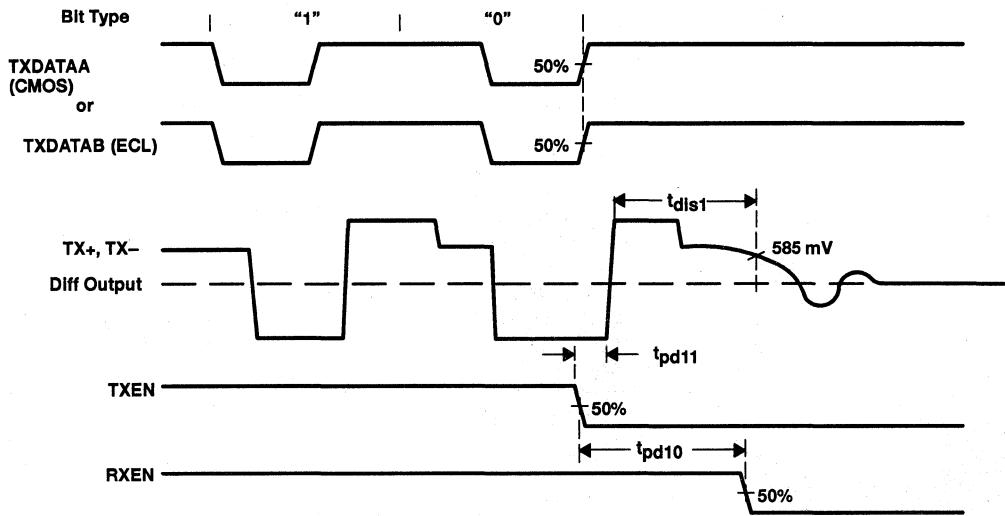 Bit Type | "1" | "0" |
TXDATAA
(CMOS)
50%
or
TXDATAB (ECL)
50%
tdis1
TX+, TX–
585 mV
Diff Output
tpd11
TXEN
50%
tpd10
RXEN
50%